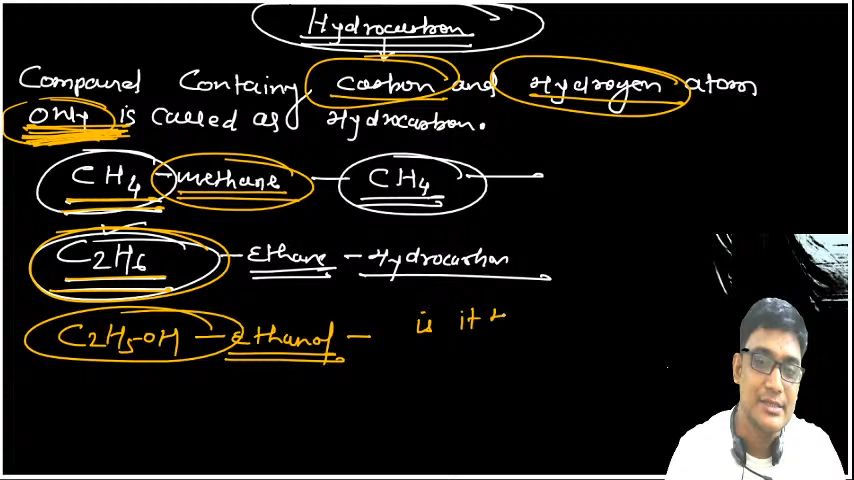 Hydrocarbon
Compound Containing Carbon and Hydrogen atoms
only is called as Hydrocarbon.
CH4 - methane - CH4 -
C2H6 - Ethane - Hydrocarbon
C2H5-OH - Ethanol - is it